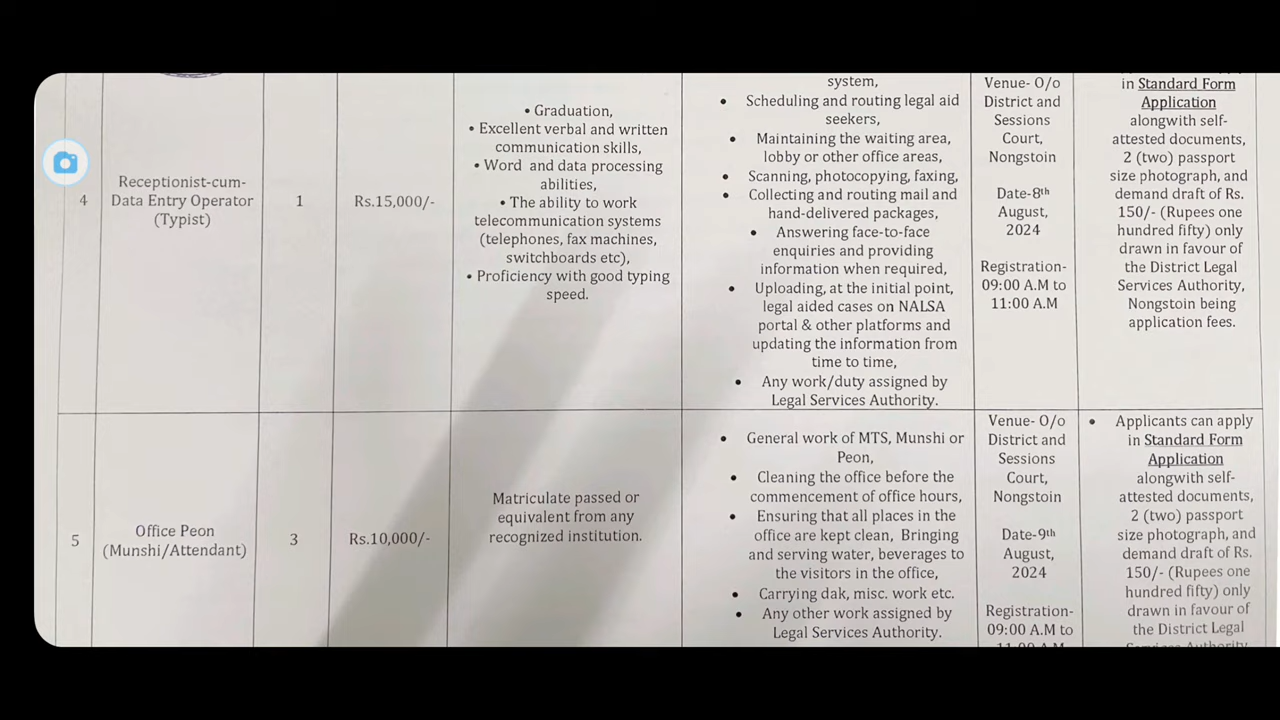 4
Receptionist-cum-
Data Entry Operator
(Typist)
1
Rs.15,000/-
• Graduation,
• Excellent verbal and written
communication skills,
• Word and data processing
abilities,
• The ability to work
telecommunication systems
(telephones, fax machines,
switchboards etc),
• Proficiency with good typing
speed.
system,
• Scheduling and routing legal aid
seekers,
• Maintaining the waiting area,
lobby or other office areas,
• Scanning, photocopying, faxing,
• Collecting and routing mail and
hand-delivered packages,
• Answering face-to-face
enquiries and providing
information when required,
• Uploading, at the initial point,
legal aided cases on NALSA
portal & other platforms and
updating the information from
time to time,
• Any work/duty assigned by
Legal Services Authority.
Venue- O/o
District and
Sessions
Court,
Nongstoin
Date-8th
August,
2024
Registration-
09:00 A.M to
11:00 A.M
in Standard Form
Application
alongwith self-
attested documents,
2 (two) passport
size photograph, and
demand draft of Rs.
150/- (Rupees one
hundred fifty) only
drawn in favour of
the District Legal
Services Authority,
Nongstoin being
application fees.
5
Office Peon
(Munshi/Attendant)
3
Rs.10,000/-
Matriculate passed or
equivalent from any
recognized institution.
• General work of MTS, Munshi or
Peon,
• Cleaning the office before the
commencement of office hours,
• Ensuring that all places in the
office are kept clean, Bringing
and serving water, beverages to
the visitors in the office,
• Carrying dak, misc. work etc.
• Any other work assigned by
Legal Services Authority.
Venue- O/o
District and
Sessions
Court,
Nongstoin
Date-9th
August,
2024
Registration-
09:00 A.M to
11:00 A.M
• Applicants can apply
in Standard Form
Application
alongwith self-
attested documents,
2 (two) passport
size photograph, and
demand draft of Rs.
150/- (Rupees one
hundred fifty) only
drawn in favour of
the District Legal
Services Authority